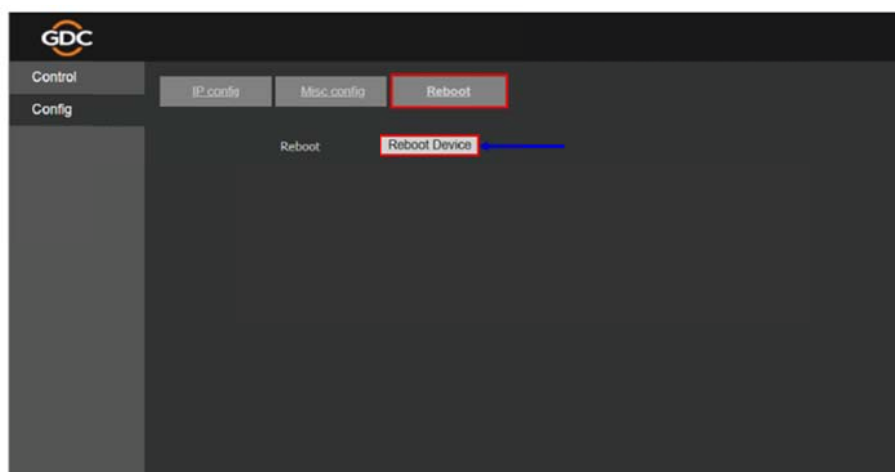 GDC
Control
Config
IP config
Misc config
Reboot
Reboot
Reboot Device